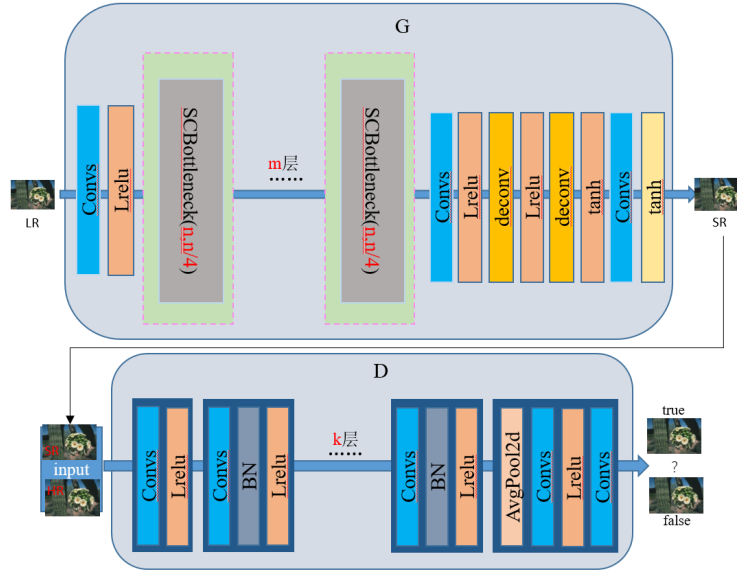 G
LR
Convs
Lrelu
SCBottleneck(n,n/4)
m层
……
SCBottleneck(n,n/4)
Convs
Lrelu
deconv
Lrelu
deconv
tanh
Convs
tanh
SR
D
SR
input
HR
Convs
Lrelu
Convs
BN
Lrelu
k层
……
Convs
BN
Lrelu
AvgPool2d
Convs
Lrelu
Convs
true
?
false